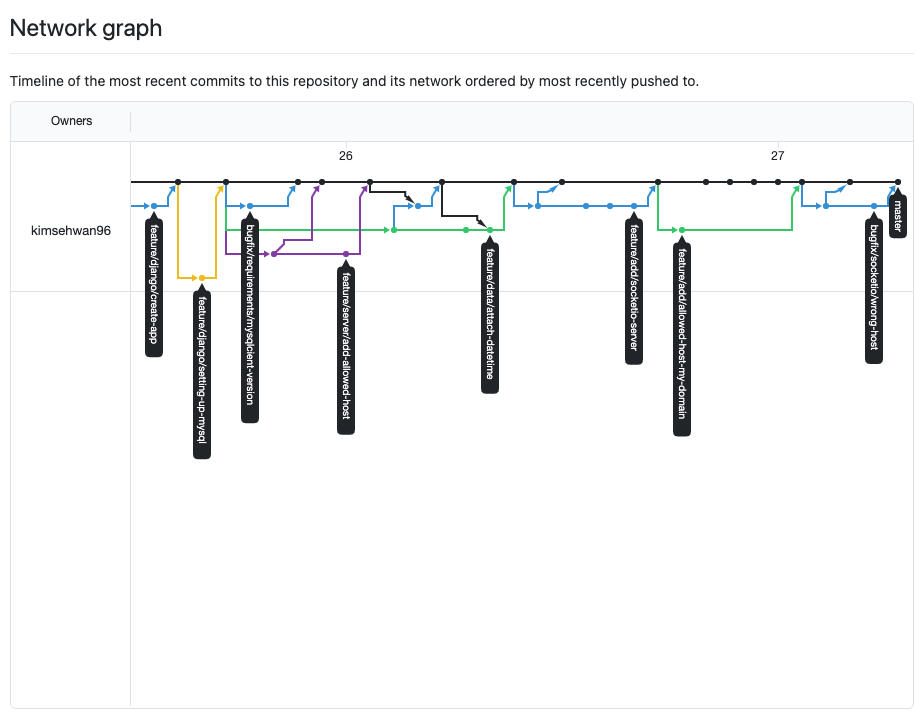 Network graph
Timeline of the most recent commits to this repository and its network ordered by most recently pushed to.
Owners
26
27
kimsehwan96
feature/django/create-app
feature/django/setting-up-mysql
bugfix/requirements/mysqlcient-version
feature/server/add-allowed-host
feature/data/attach-datetime
feature/add/socketio-server
feature/add/allowed-host-my-domain
bugfix/socketio/wrong-host
master